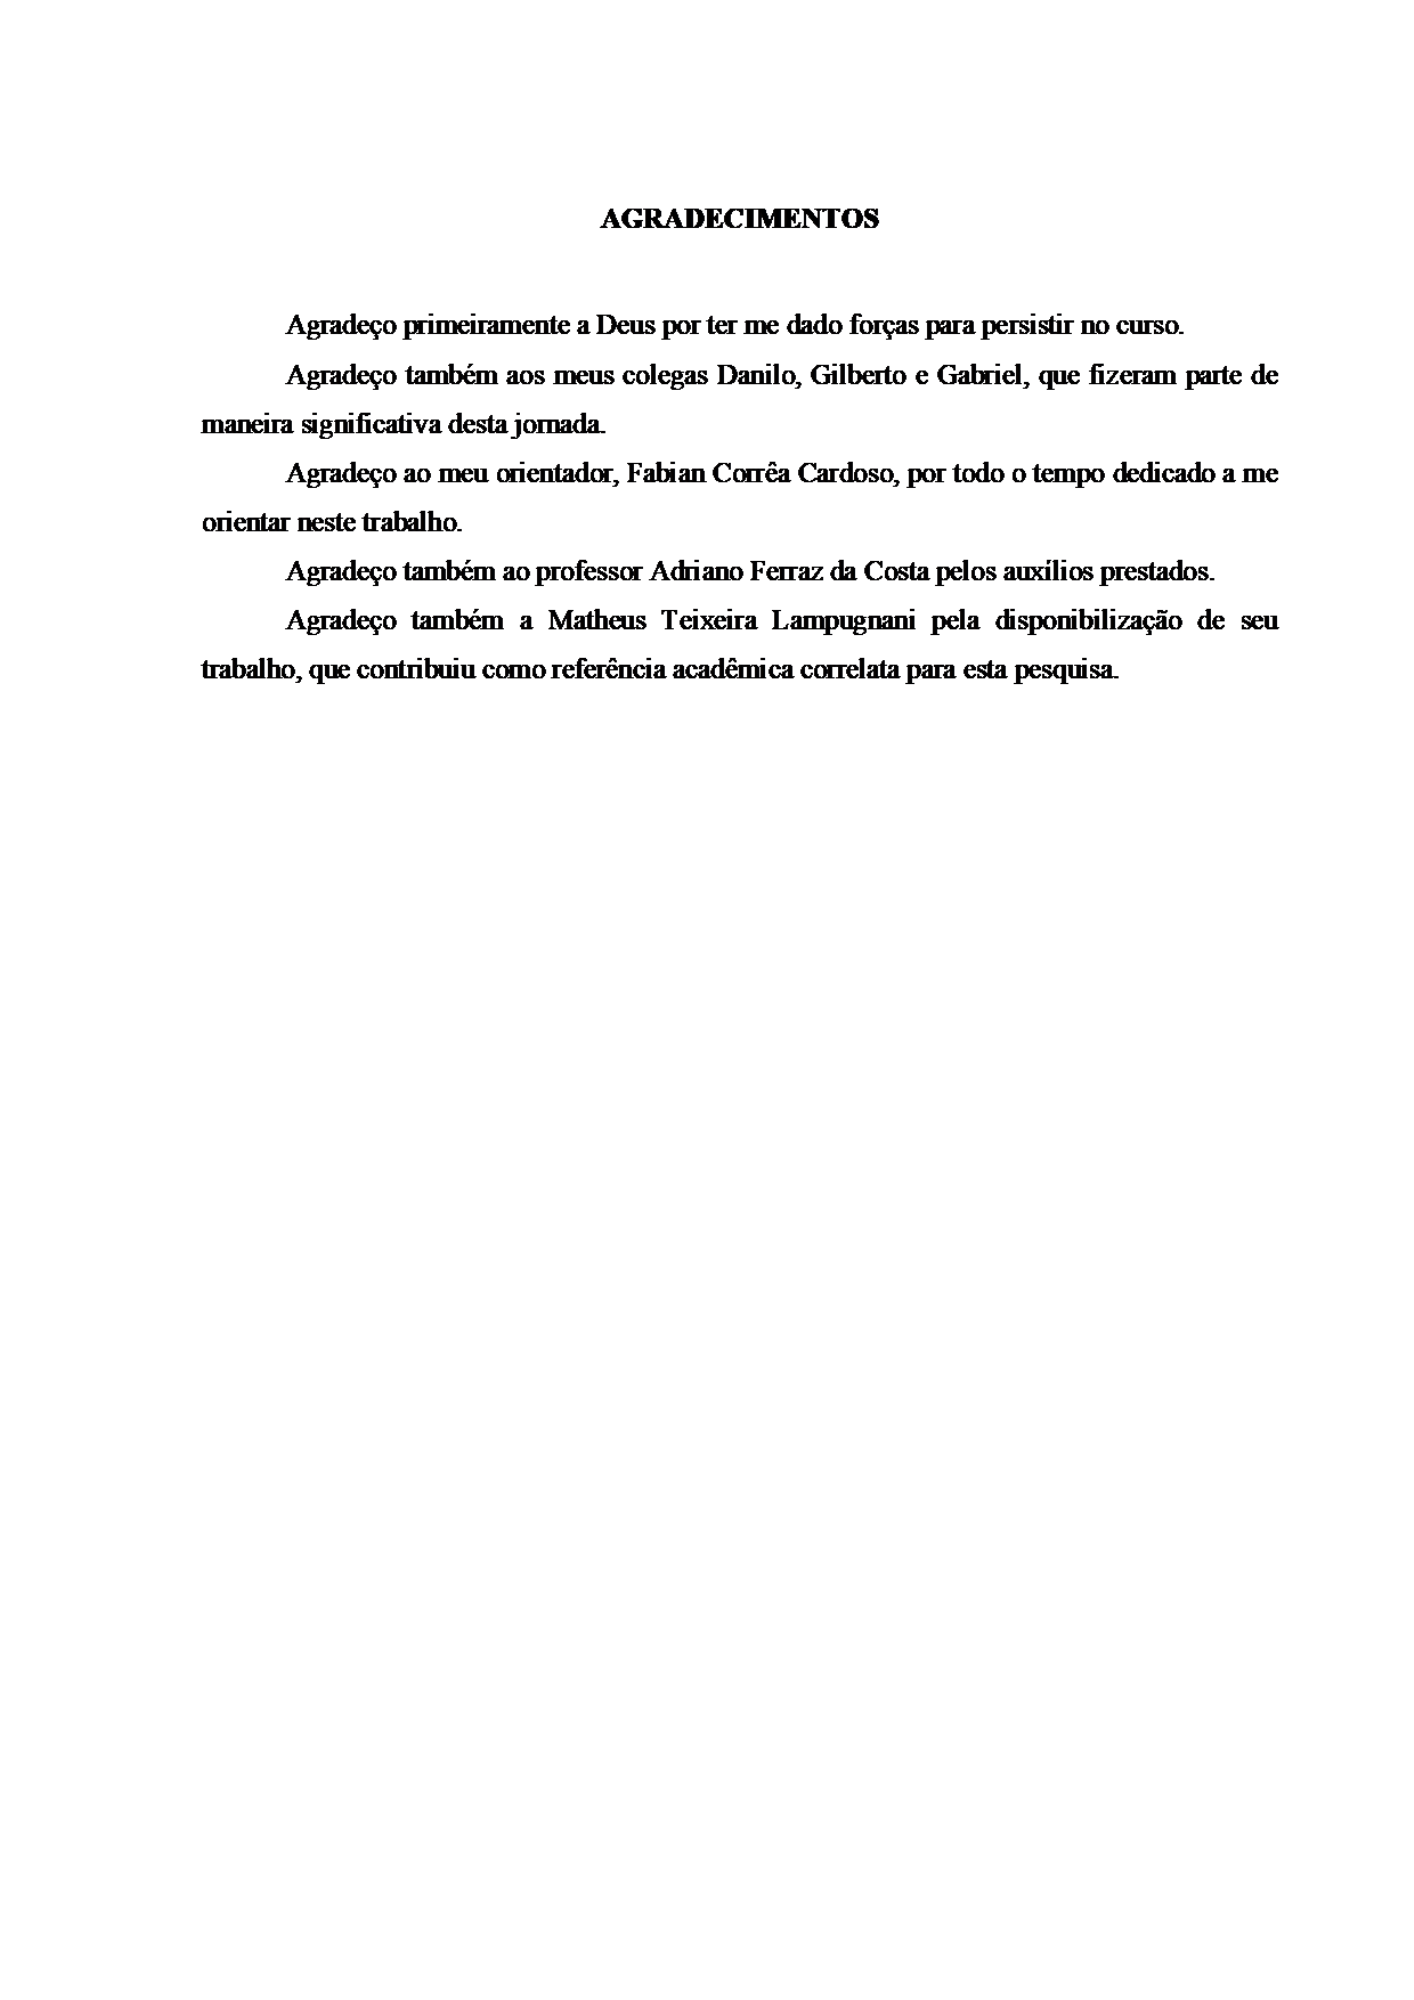 AGRADECIMENTOS
Agradeço primeiramente a Deus por ter me dado forças para persistir no curso.
Agradeço também aos meus colegas Danilo, Gilberto e Gabriel, que fizeram parte de
maneira significativa desta jornada.
Agradeço ao meu orientador, Fabian Corrêa Cardoso, por todo o tempo dedicado a me
orientar neste trabalho.
Agradeço também ao professor Adriano Ferraz da Costa pelos auxílios prestados.
Agradeço também a Matheus Teixeira Lampugnani pela disponibilização de seu
trabalho, que contribuiu como referência acadêmica correlata para esta pesquisa.